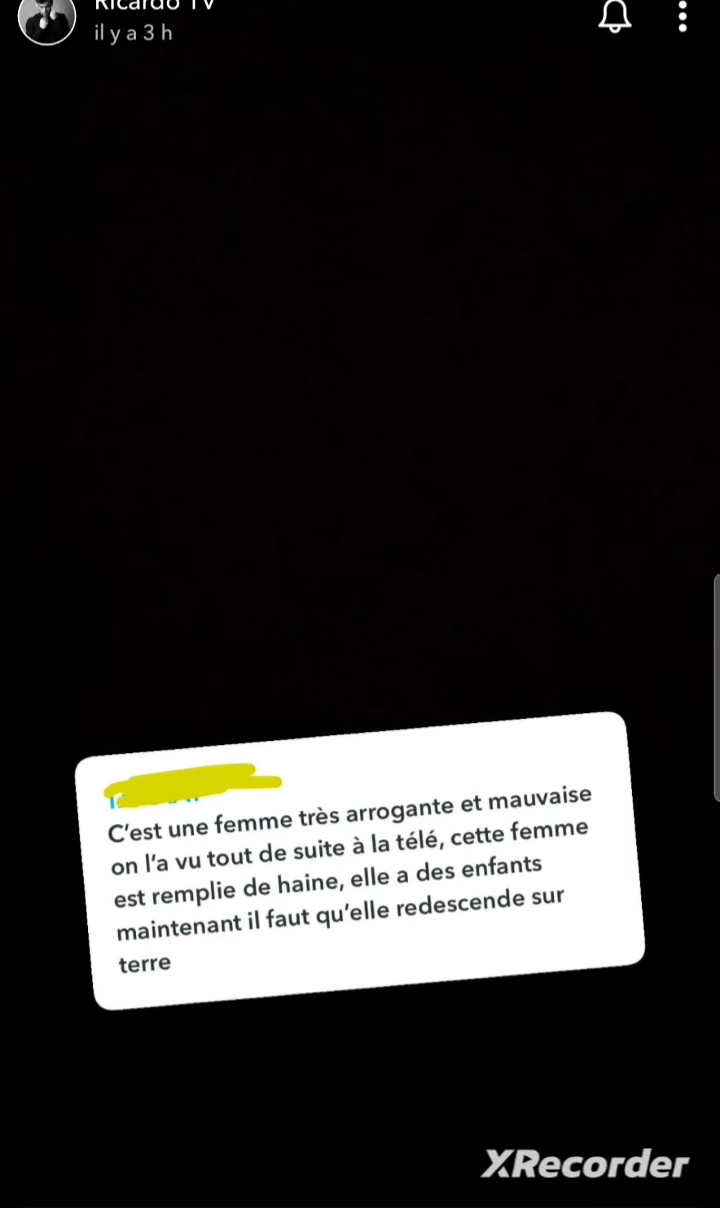 Ricardo TV
il y a 3 h
C'est une femme très arrogante et mauvaise
on l'a vu tout de suite à la télé, cette femme
est remplie de haine, elle a des enfants
maintenant il faut qu'elle redescende sur
terre
XRecorder